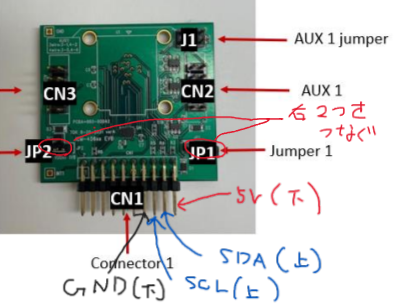 J1
AUX 1 jumper
CN3
CN2
AUX 1
右2つを
つなぐ
JP2
JP1
Jumper 1
CN1
5V(下)
Connector 1
SDA(上)
GND(下)
SCL(上)